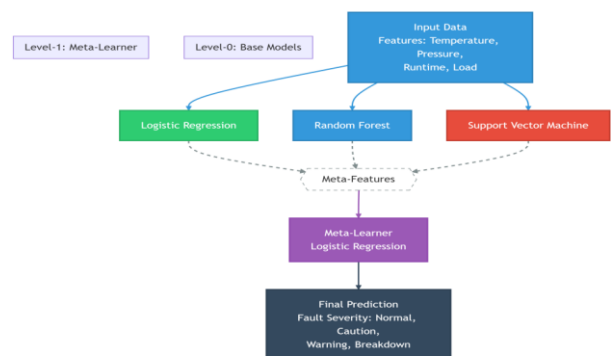 Level-1: Meta-Learner
Level-0: Base Models
Input Data
Features: Temperature,
Pressure,
Runtime, Load
Logistic Regression
Random Forest
Support Vector Machine
Meta-Features
Meta-Learner
Logistic Regression
Final Prediction
Fault Severity: Normal,
Caution,
Warning, Breakdown